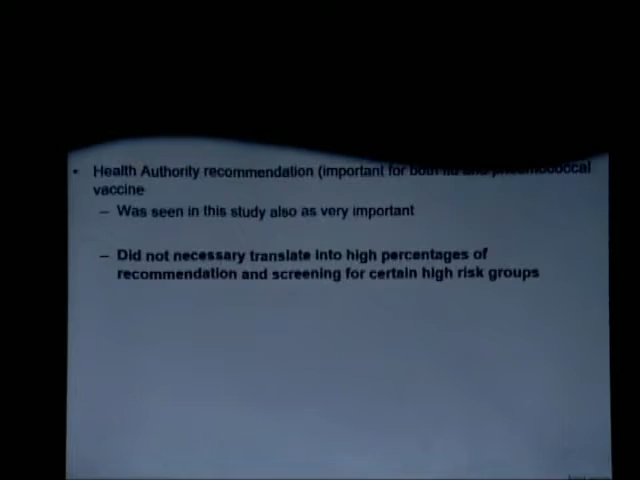 • Health Authority recommendation (important for both flu and pneumococcal
vaccine
– Was seen in this study also as very important
– Did not necessary translate into high percentages of
recommendation and screening for certain high risk groups